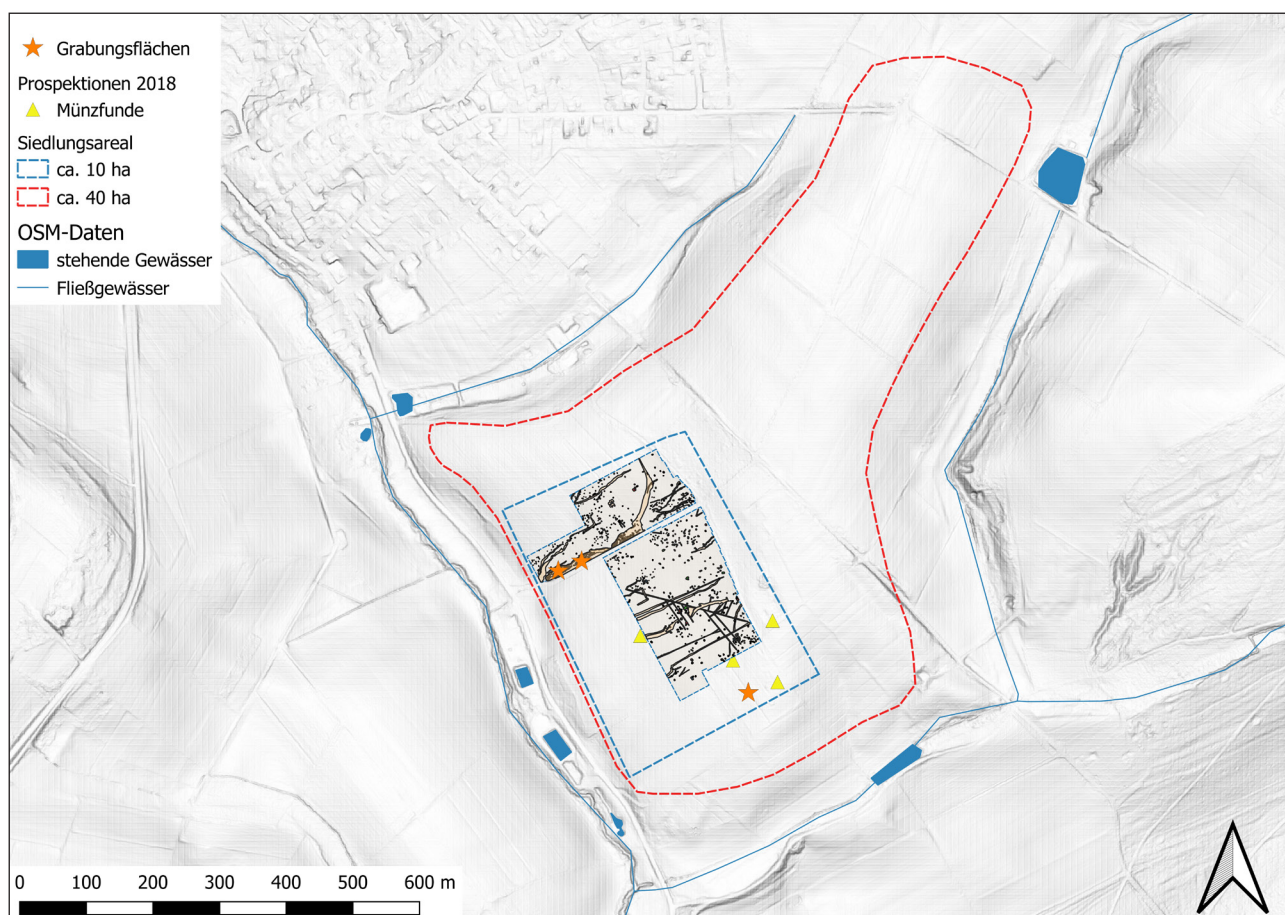 Grabungsflächen
Prospektionen 2018
Münzfunde
Siedlungsareal
ca. 10 ha
ca. 40 ha
OSM-Daten
stehende Gewässer
Fließgewässer
0 100 200 300 400 500 600 m